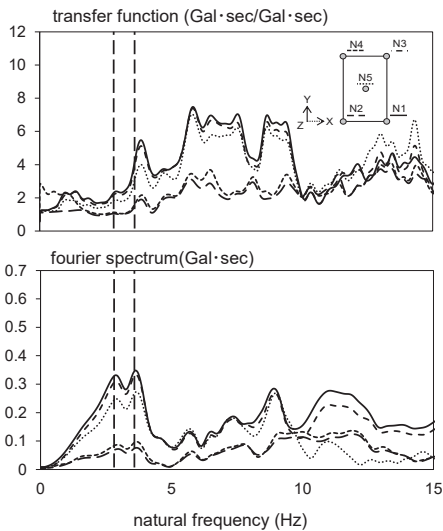 transfer function (Gal·sec/Gal·sec)
12
10
8
6
4
2
0
N4
N3
N5
N2
N1
Y
Z
X
fourier spectrum(Gal·sec)
0.7
0.6
0.5
0.4
0.3
0.2
0.1
0
0
5
10
15
natural frequency (Hz)